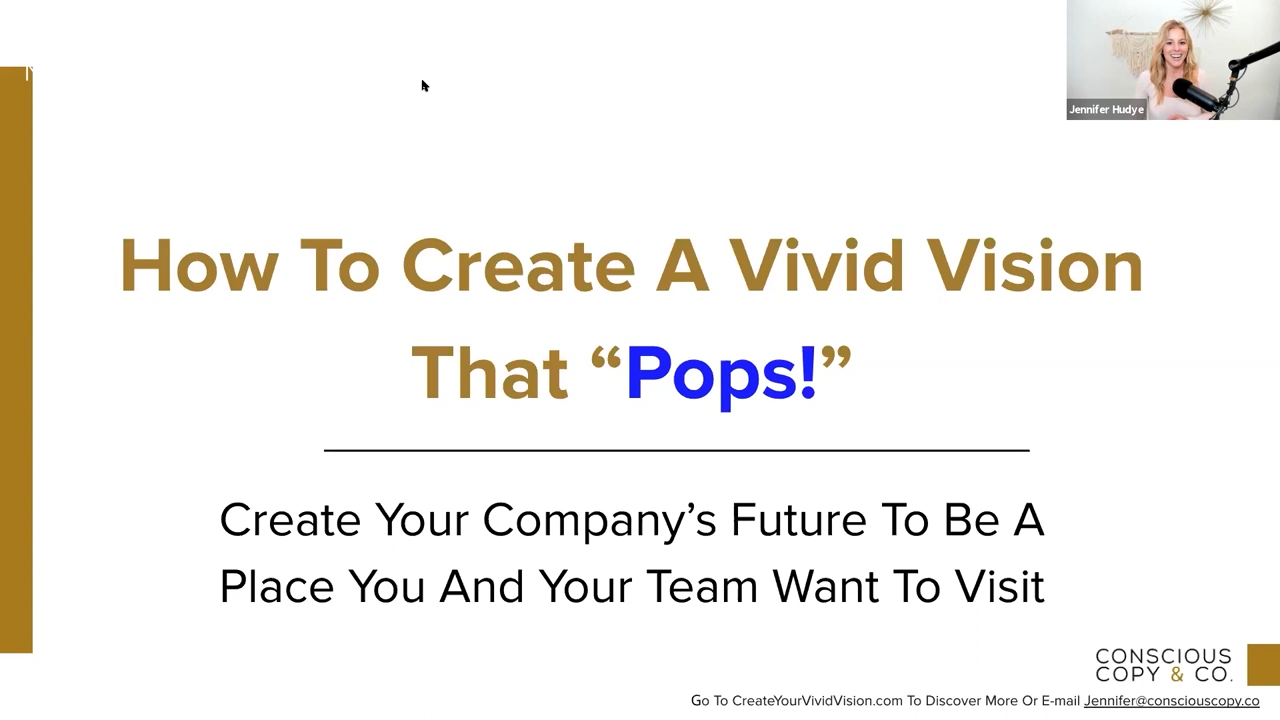 Jennifer Hudye
How To Create A Vivid Vision
That “Pops!”
Create Your Company’s Future To Be A
Place You And Your Team Want To Visit
CONSCIOUS
COPY & CO.
Go To CreateYourVividVision.com To Discover More Or E-mail Jennifer@consciouscopy.co